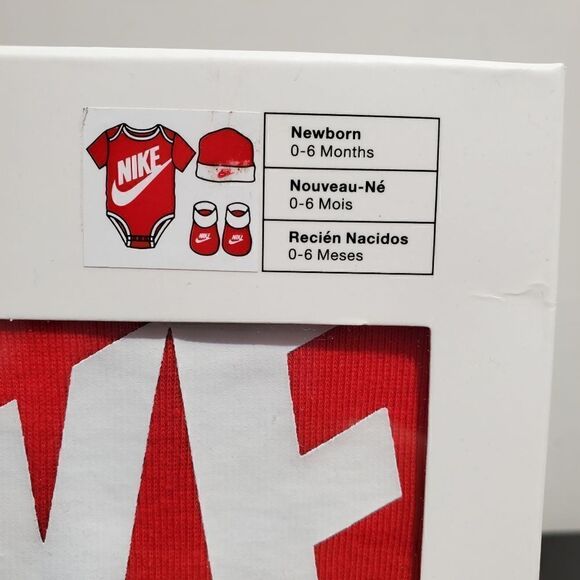 NIKE
Newborn
0-6 Months
Nouveau-Né
0-6 Mois
Recién Nacidos
0-6 Meses